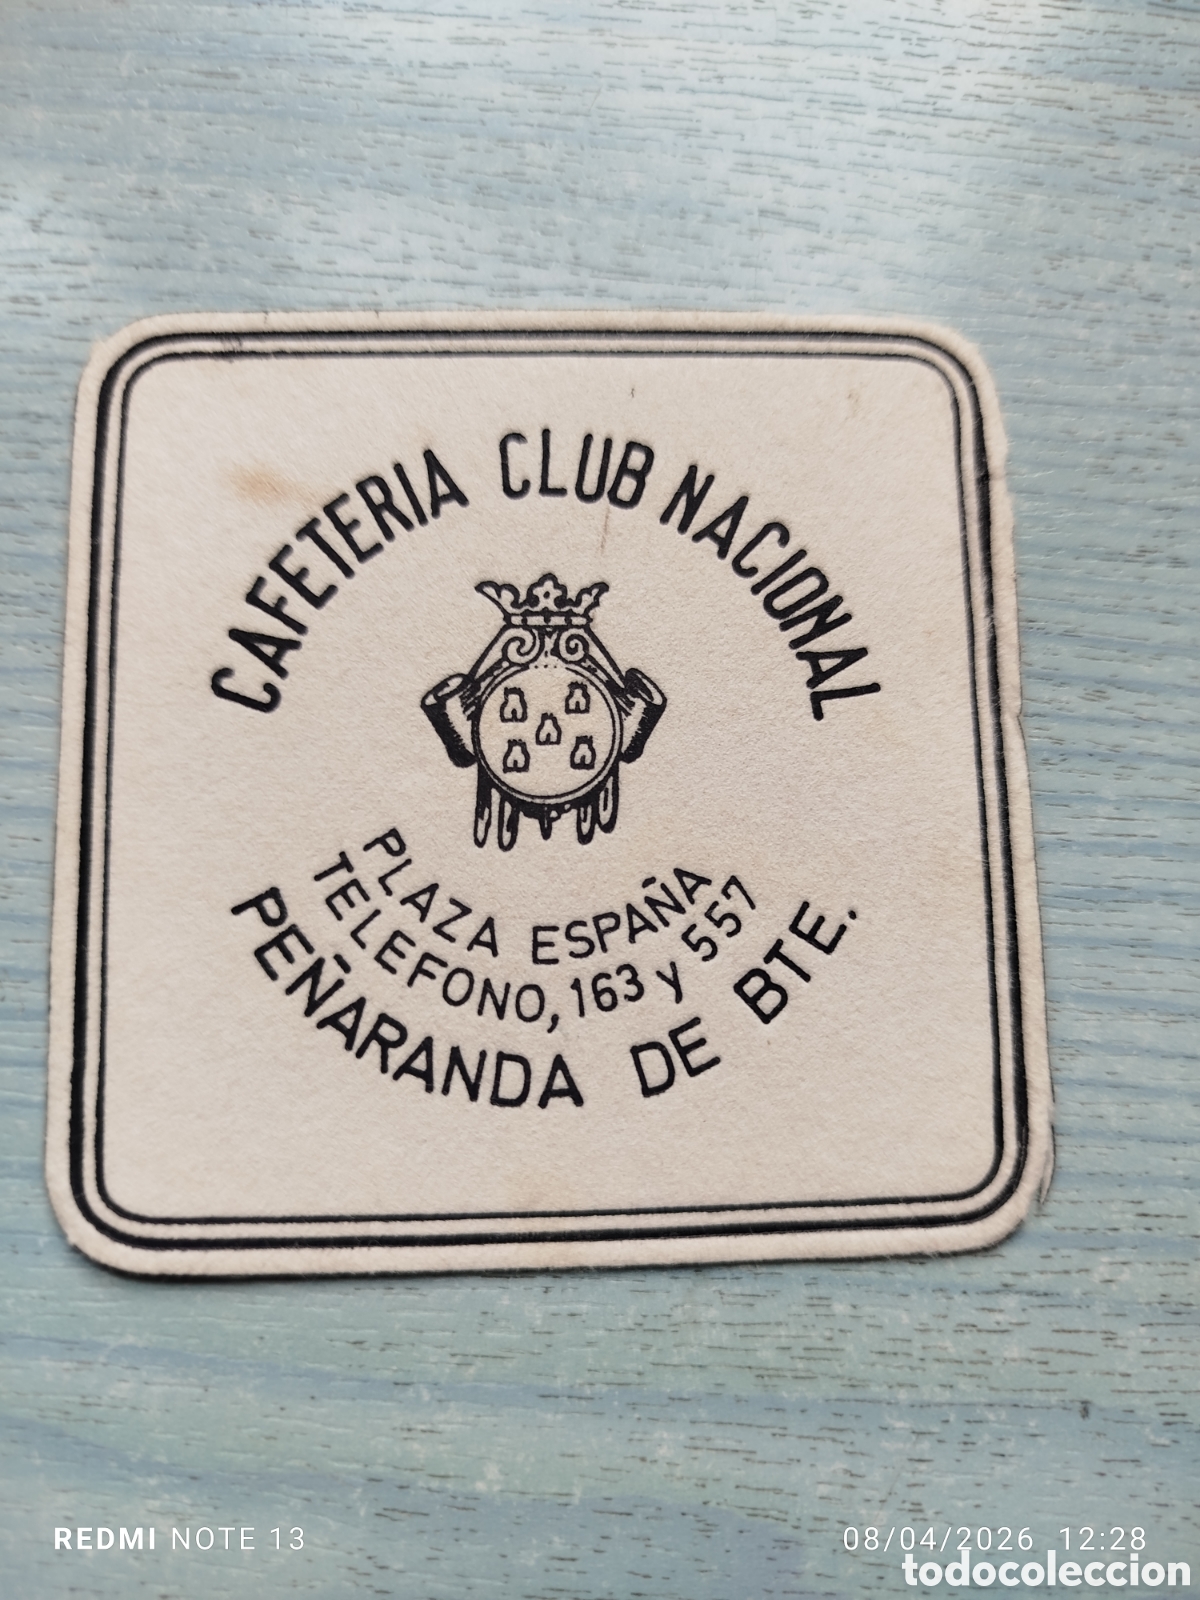 CAFETERIA CLUB NACIONAL
PLAZA ESPAÑA
TELEFONO, 163 y 557
PEÑARANDA DE BTE.
REDMI NOTE 13
08/04/2026 12:28
todocoleccion